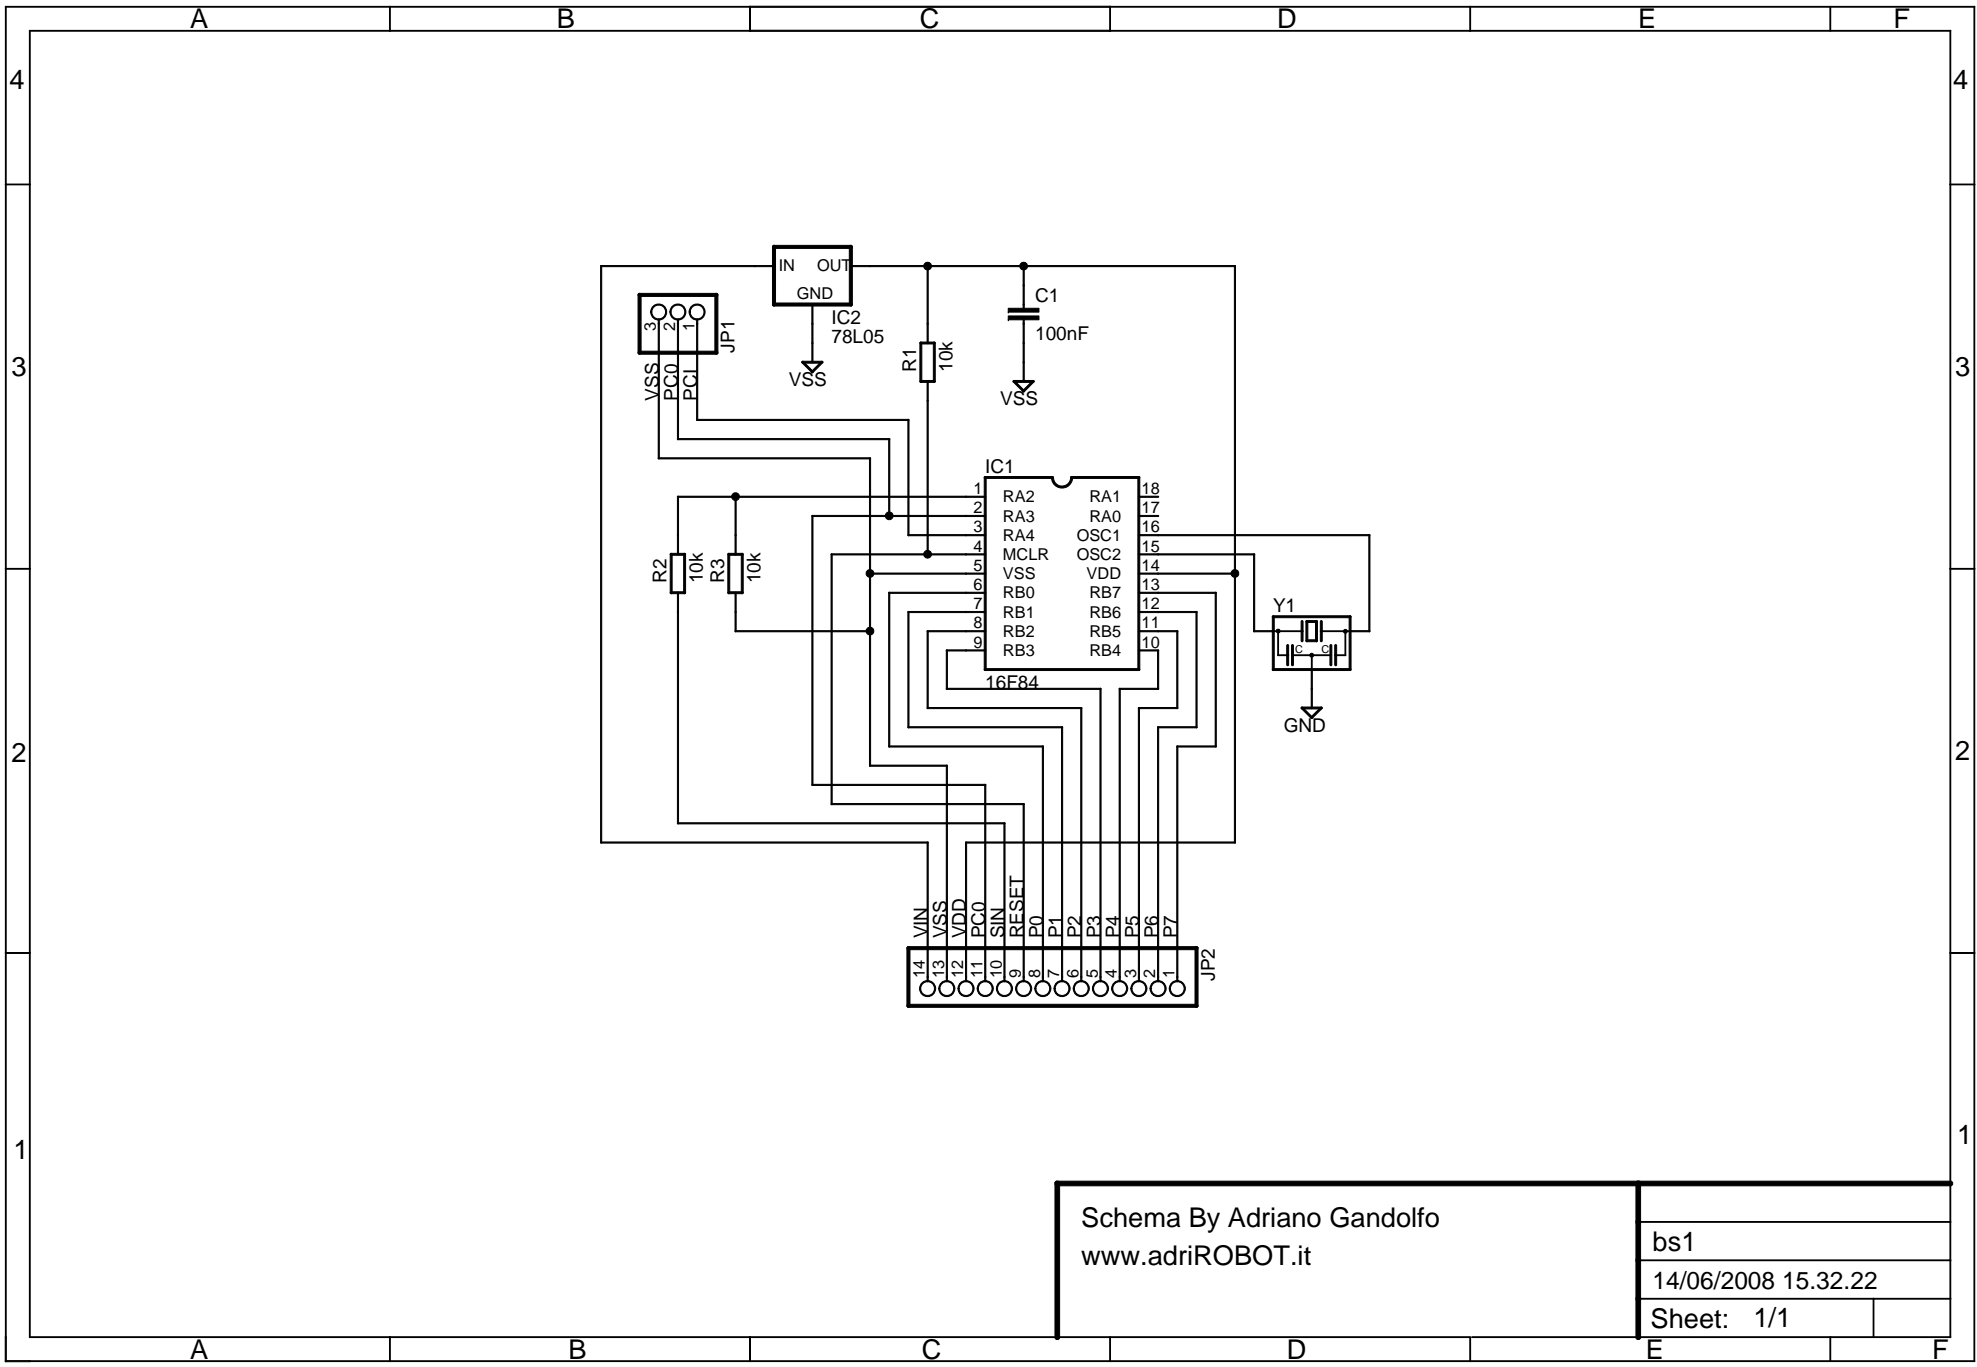 A B C D E F
4 4
IN OUT
GND
IC2
78L05
VSS
C1
100nF
VSS
3 2 1
JP1
VSS
PC0
PCI
R1
10k
3 3
IC1
1 RA2 RA1 18
2 RA3 RA0 17
3 RA4 OSC1 16
4 MCLR OSC2 15
5 VSS VDD 14
6 RB0 RB7 13
7 RB1 RB6 12
8 RB2 RB5 11
9 RB3 RB4 10
16F84
R2
10k
R3
10k
Y1
C C
GND
2 2
VIN
VSS
VDD
PC0
SIN
RESET
P0
P1
P2
P3
P4
P5
P6
P7
14 13 12 11 10 9 8 7 6 5 4 3 2 1
JP2
1 1
Schema By Adriano Gandolfo
www.adriROBOT.it
bs1
14/06/2008 15.32.22
Sheet: 1/1
A B C D E F